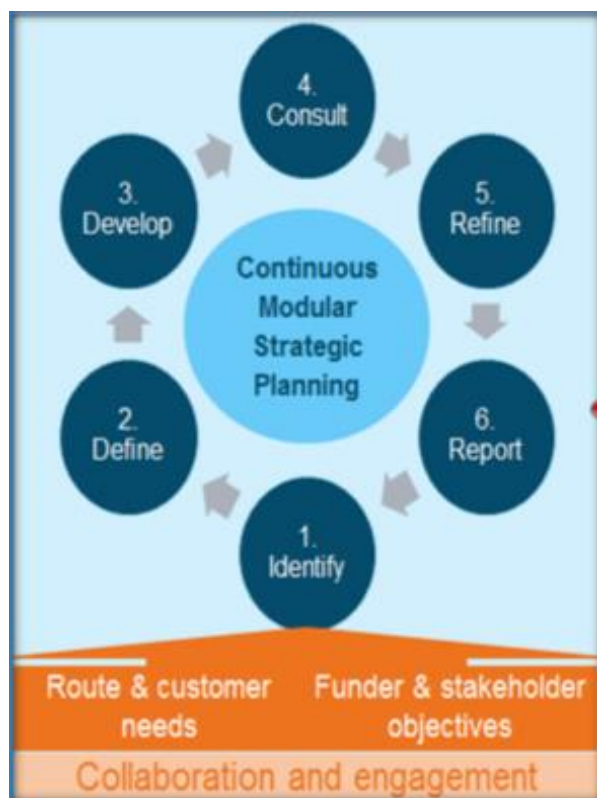 4.
Consult
3.
Develop
5.
Refine
Continuous
Modular
Strategic
Planning
2.
Define
6.
Report
1.
Identify
Route & customer
needs
Funder & stakeholder
objectives
Collaboration and engagement